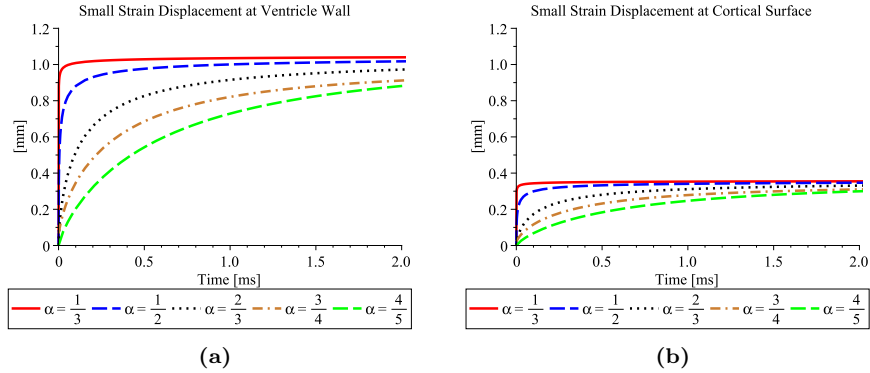 Small Strain Displacement at Ventricle Wall
1.2
1.0
0.8
0.6
0.4
0.2
0
[mm]
0 0.5 1.0 1.5 2.0
Time [ms]
α = 1/3 α = 1/2 α = 2/3 α = 3/4 α = 4/5
(a)
Small Strain Displacement at Cortical Surface
1.2
1.0
0.8
0.6
0.4
0.2
0
[mm]
0 0.5 1.0 1.5 2.0
Time [ms]
α = 1/3 α = 1/2 α = 2/3 α = 3/4 α = 4/5
(b)